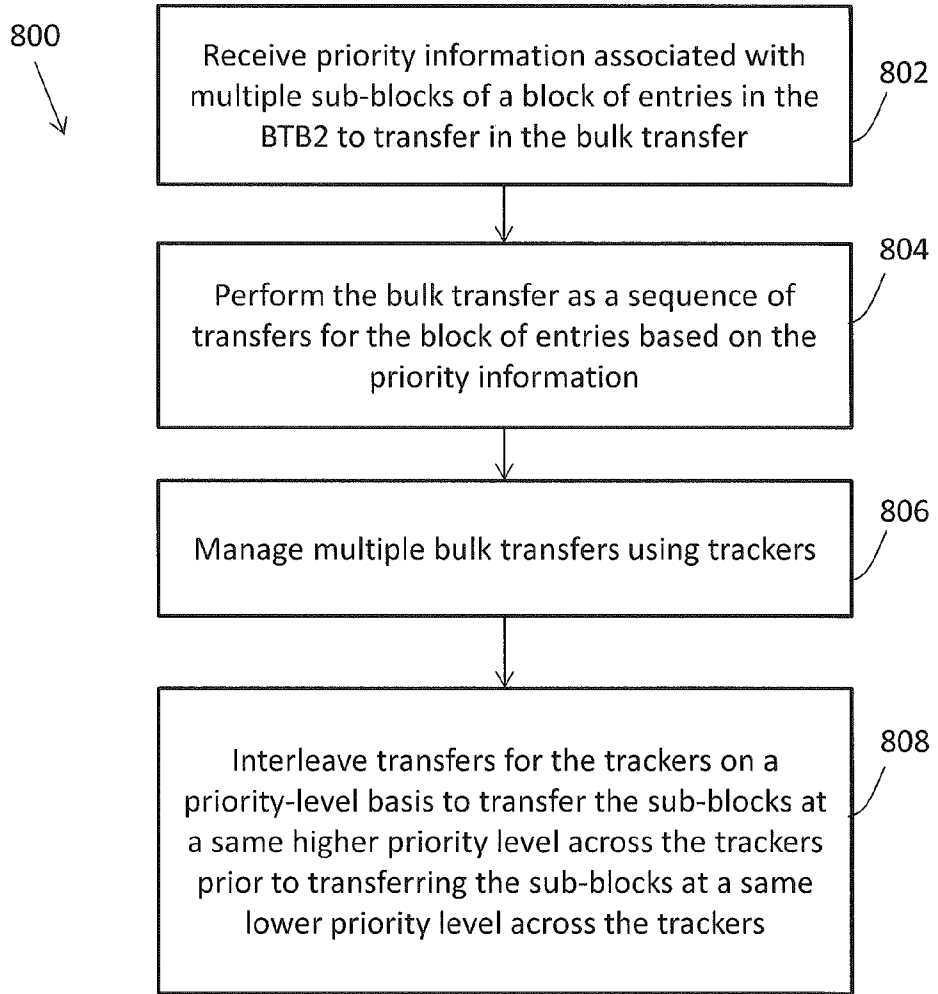 800
Receive priority information associated with
multiple sub-blocks of a block of entries in the
BTB2 to transfer in the bulk transfer
802
Perform the bulk transfer as a sequence of
transfers for the block of entries based on the
priority information
804
Manage multiple bulk transfers using trackers
806
Interleave transfers for the trackers on a
priority-level basis to transfer the sub-blocks at
a same higher priority level across the trackers
prior to transferring the sub-blocks at a same
lower priority level across the trackers
808